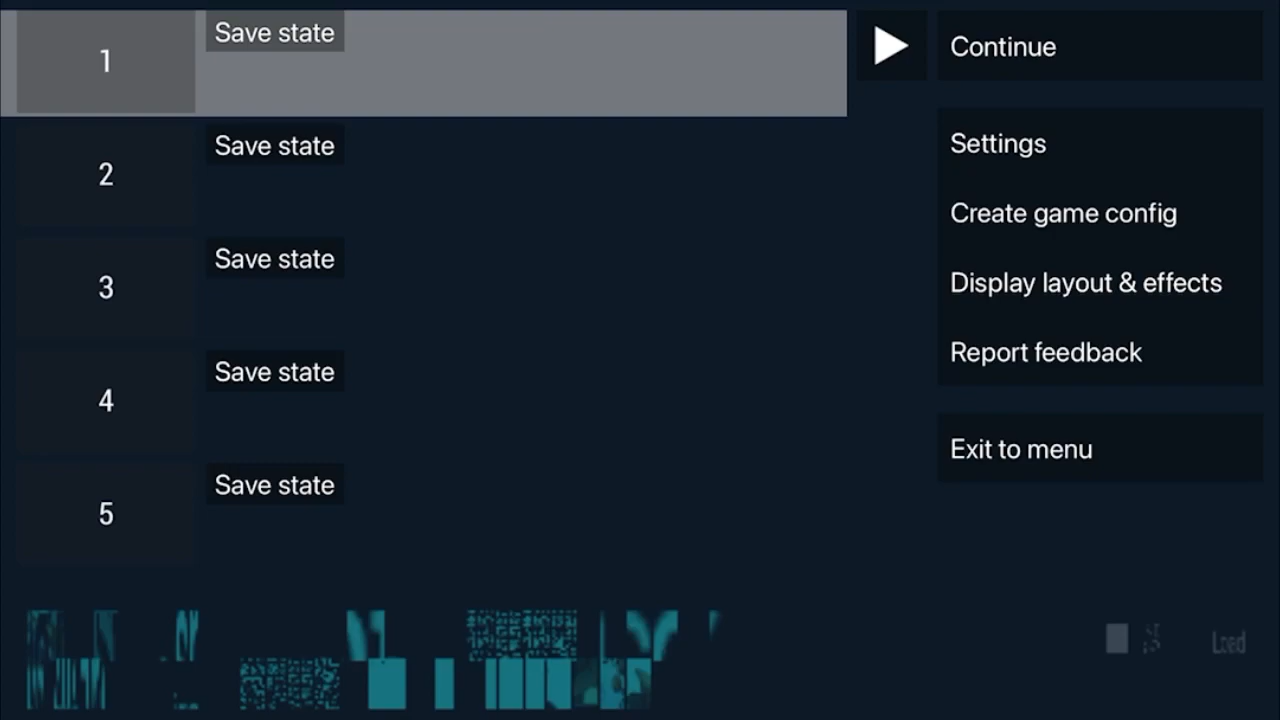 1
Save state
2
Save state
3
Save state
4
Save state
5
Save state
Continue
Settings
Create game config
Display layout & effects
Report feedback
Exit to menu